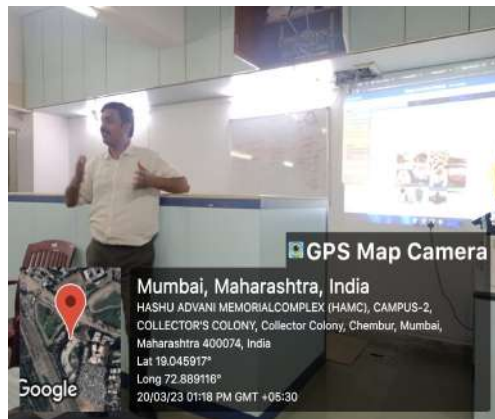 GPS Map Camera
Mumbai, Maharashtra, India
HASHU ADVANI MEMORIALCOMPLEX (HAMC), CAMPUS-2,
COLLECTOR'S COLONY, Collector Colony, Chembur, Mumbai,
Maharashtra 400074, India
Lat 19.045917°
Long 72.889116°
20/03/23 01:18 PM GMT +05:30
Google